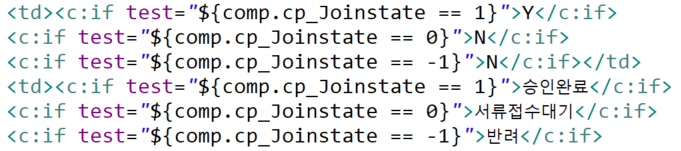 <td><c:if test="${comp.cp_Joinstate == 1}">Y</c:if>
<c:if test="${comp.cp_Joinstate == 0}">N</c:if>
<c:if test="${comp.cp_Joinstate == -1}">N</c:if></td>
<td><c:if test="${comp.cp_Joinstate == 1}">승인완료</c:if>
<c:if test="${comp.cp_Joinstate == 0}">서류접수대기</c:if>
<c:if test="${comp.cp_Joinstate == -1}">반려</c:if>